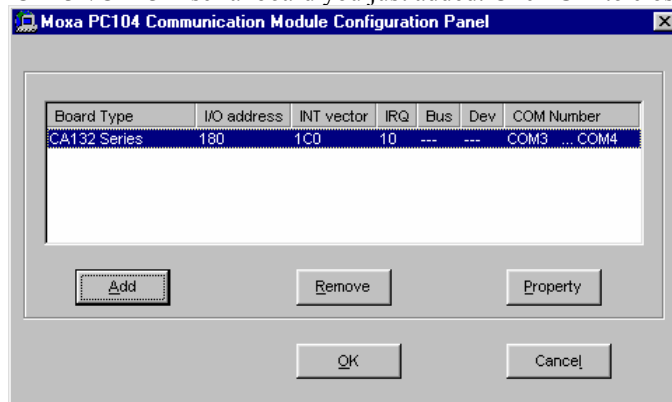 Moxa PC104 Communication Module Configuration Panel
Board Type I/O address INT vector IRQ Bus Dev COM Number
CA132 Series 180 1C0 10 --- --- COM3 ... COM4
Add Remove Property
OK Cancel